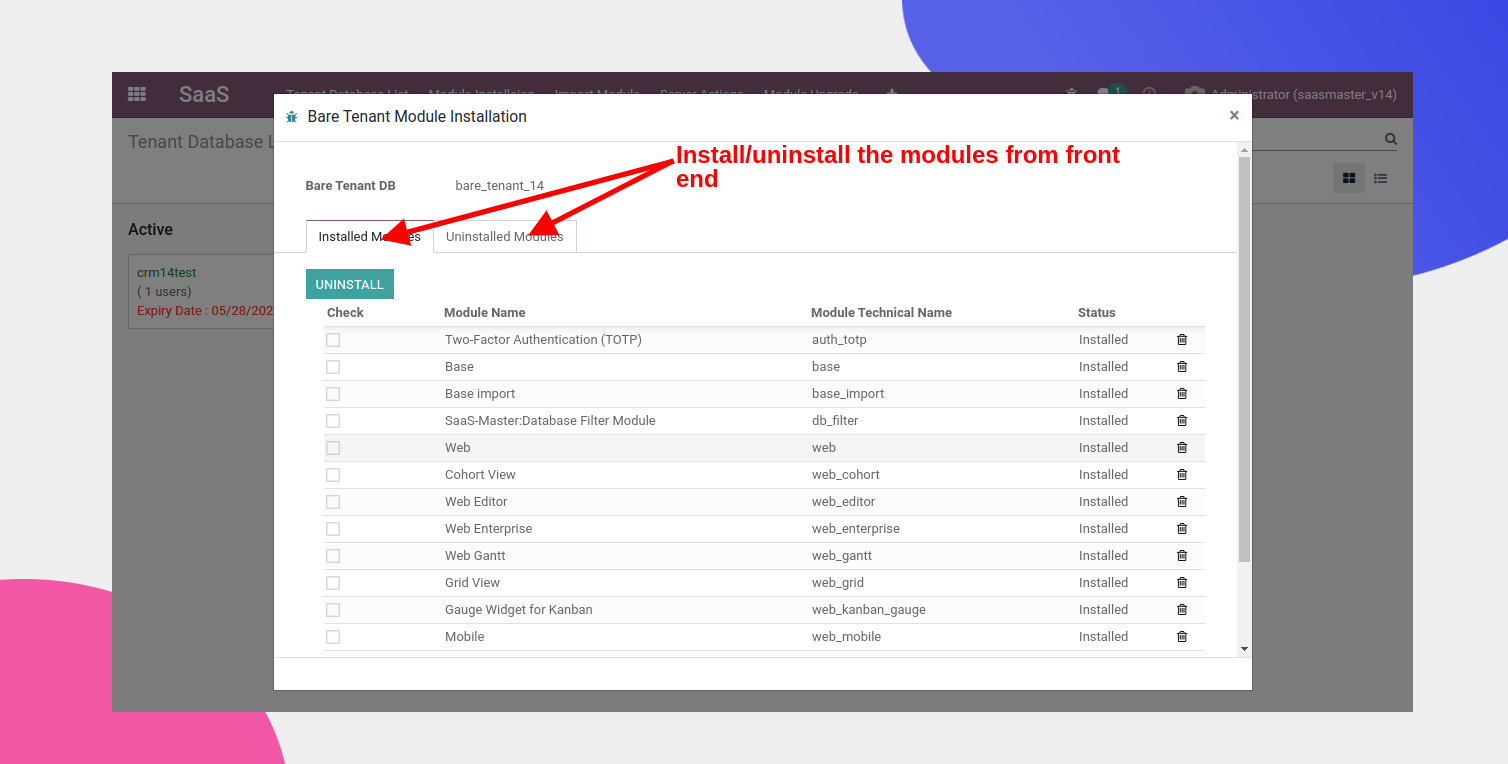 SaaS
Tenant Database List Module Installation Import Module Server Actions Module Upgrade
1
Administrator (saasmaster_v14)
Bare Tenant Module Installation
×
Tenant Database L
Install/uninstall the modules from front
end
Bare Tenant DB bare_tenant_14
Active
Installed Modules Uninstalled Modules
crm14test
( 1 users)
Expiry Date : 05/28/202
UNINSTALL
Check Module Name Module Technical Name Status
Two-Factor Authentication (TOTP) auth_totp Installed
Base base Installed
Base import base_import Installed
SaaS-Master:Database Filter Module db_filter Installed
Web web Installed
Cohort View web_cohort Installed
Web Editor web_editor Installed
Web Enterprise web_enterprise Installed
Web Gantt web_gantt Installed
Grid View web_grid Installed
Gauge Widget for Kanban web_kanban_gauge Installed
Mobile web_mobile Installed